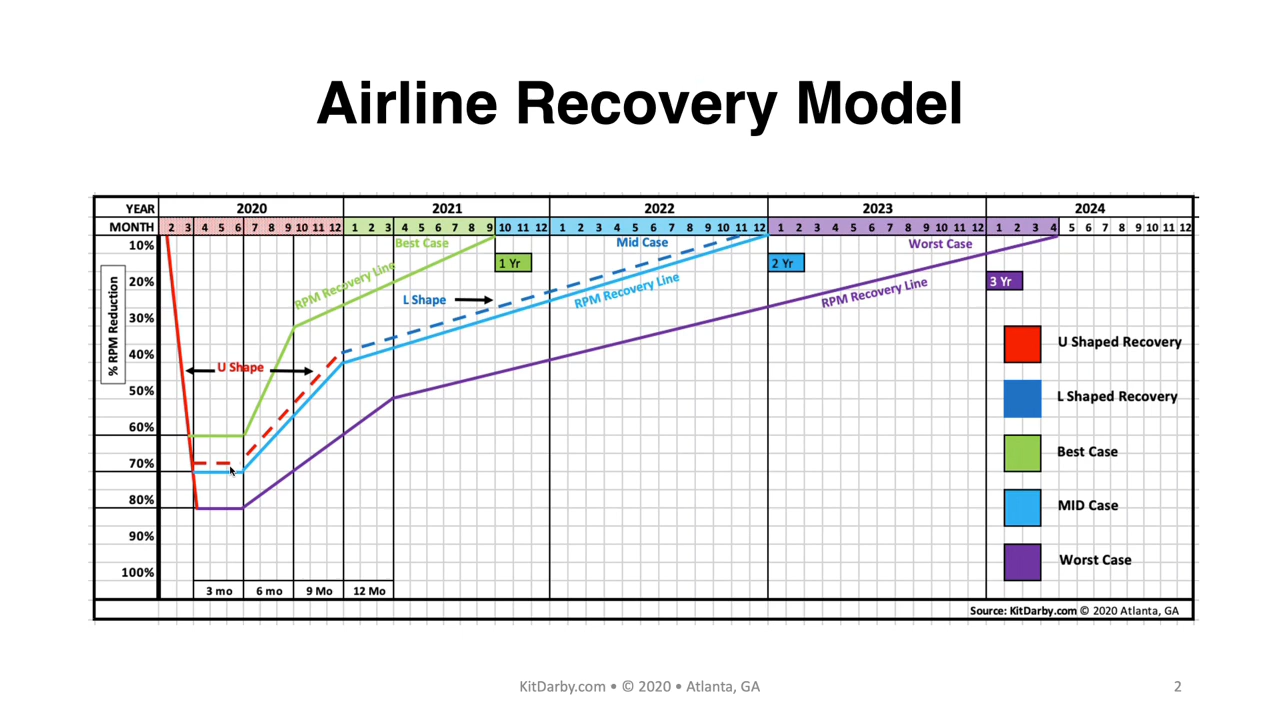 Airline Recovery Model
YEAR 2020 2021 2022 2023 2024
MONTH 2 3 4 5 6 7 8 9 10 11 12 1 2 3 4 5 6 7 8 9 10 11 12 1 2 3 4 5 6 7 8 9 10 11 12 1 2 3 4 5 6 7 8 9 10 11 12 1 2 3 4 5 6 7 8 9 10 11 12
10% Best Case Mid Case Worst Case
1 Yr 2 Yr
20% RPM Recovery Line RPM Recovery Line RPM Recovery Line 3 Yr
L Shape
% RPM Reduction
30%
U Shaped Recovery
40%
U Shape
50%
L Shaped Recovery
60%
Best Case
70%
80%
MID Case
90%
Worst Case
100%
3 mo 6 mo 9 Mo 12 Mo
Source: KitDarby.com © 2020 Atlanta, GA
KitDarby.com • © 2020 • Atlanta, GA 2